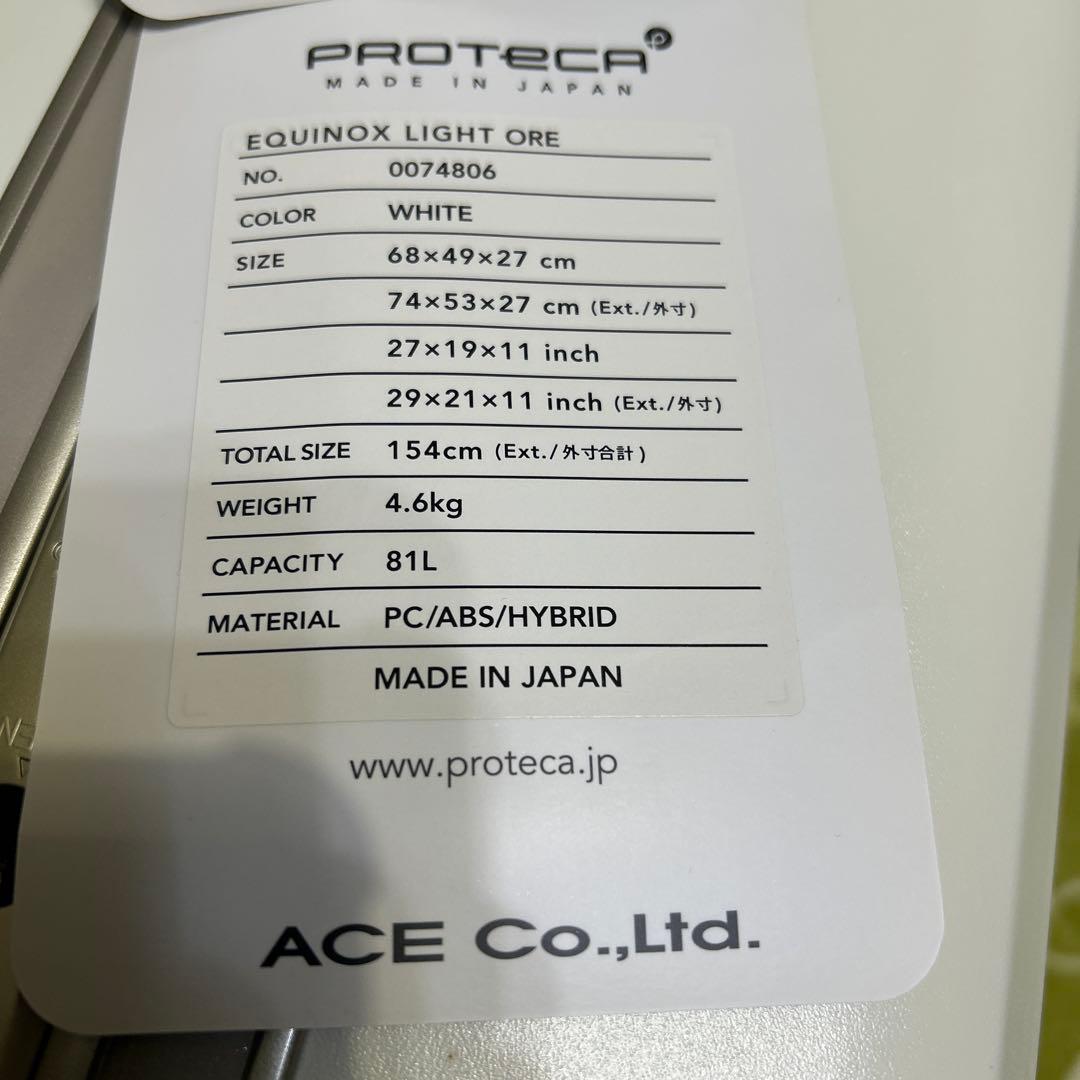 PROTeCA
MADE IN JAPAN
EQUINOX LIGHT ORE
NO. 0074806
COLOR WHITE
SIZE 68×49×27 cm
74×53×27 cm (Ext./外寸)
27×19×11 inch
29×21×11 inch (Ext./外寸)
TOTAL SIZE 154cm (Ext./外寸合計)
WEIGHT 4.6kg
CAPACITY 81L
MATERIAL PC/ABS/HYBRID
MADE IN JAPAN
www.proteca.jp
ACE Co.,Ltd.